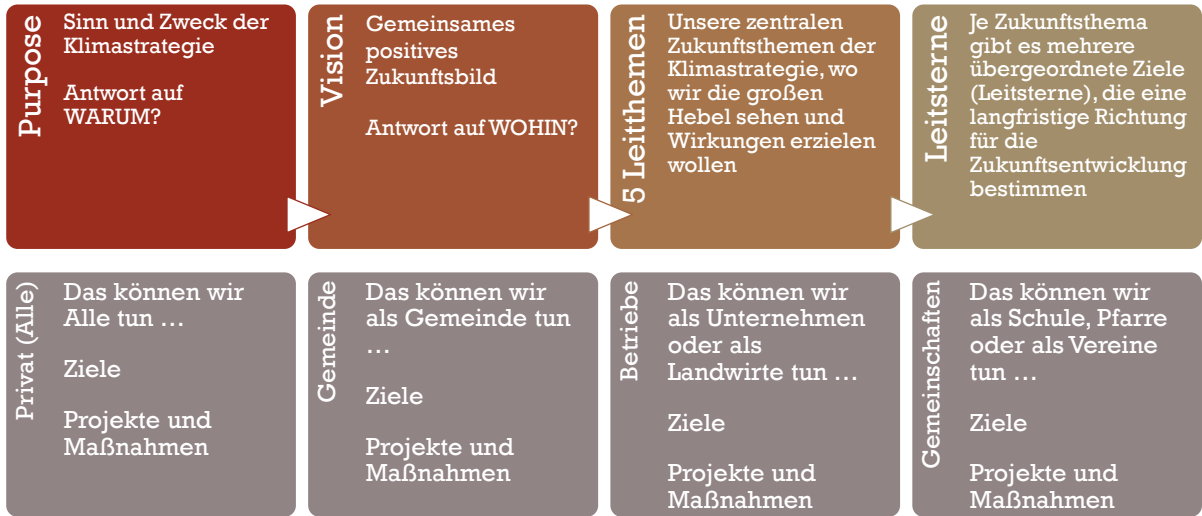 Purpose
Sinn und Zweck der
Klimastrategie
Antwort auf
WARUM?
Vision
Gemeinsames
positives
Zukunftsbild
Antwort auf WOHIN?
5 Leitthemen
Unsere zentralen
Zukunftsthemen der
Klimastrategie, wo
wir die großen
Hebel sehen und
Wirkungen erzielen
wollen
Leitsterne
Je Zukunftsthema
gibt es mehrere
übergeordnete Ziele
(Leitsterne), die eine
langfristige Richtung
für die
Zukunftsentwicklung
bestimmen
Privat (Alle)
Das können wir
Alle tun …
Ziele
Projekte und
Maßnahmen
Gemeinde
Das können wir
als Gemeinde tun
…
Ziele
Projekte und
Maßnahmen
Betriebe
Das können wir
als Unternehmen
oder als
Landwirte tun …
Ziele
Projekte und
Maßnahmen
Gemeinschaften
Das können wir
als Schule, Pfarre
oder als Vereine
tun …
Ziele
Projekte und
Maßnahmen